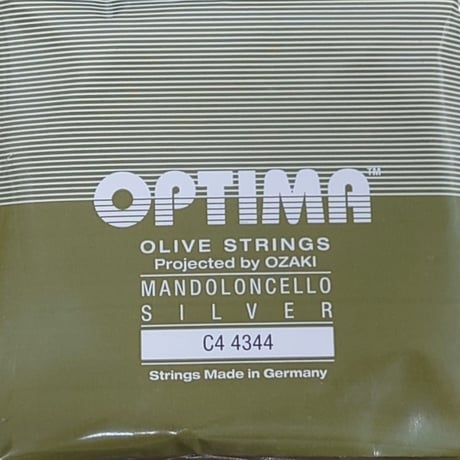 OPTIMA™
OLIVE STRINGS
Projected by OZAKI
MANDOLONCELLO
SILVER
C4 4344
Strings Made in Germany